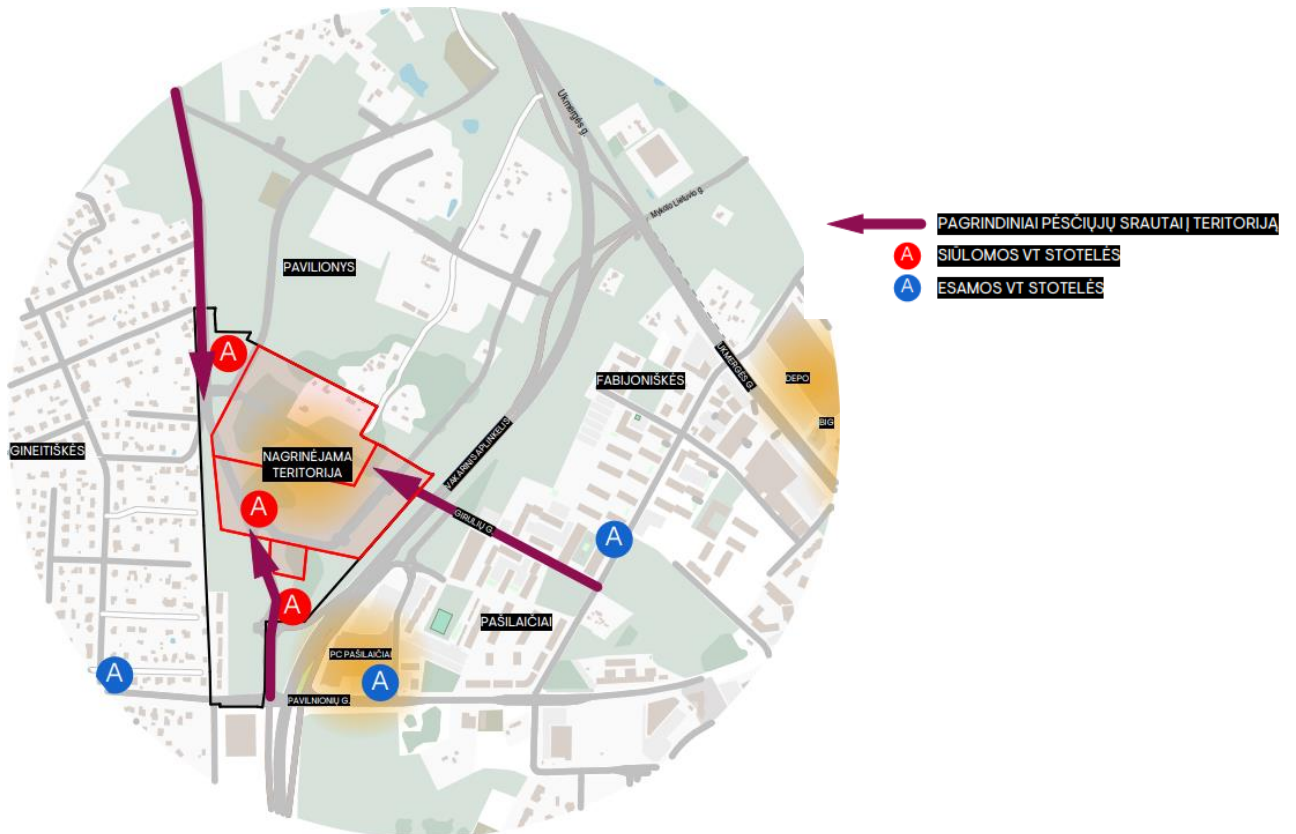 Ukmergės g.
Mykolo Lietuvio g.
PAGRINDINIAI PĖSČIŲJŲ SRAUTAI Į TERITORIJĄ
A SIŪLOMOS VT STOTELĖS
A ESAMOS VT STOTELĖS
PAVILIONYS
A
UKMERGĖS G.
DEPO
FABIJONIŠKĖS
BIG
GINEITIŠKĖS
NAGRINĖJAMA
TERITORIJA
VAKARINIS APLINKELIS
A
GIRULIŲ G.
A
A
PAŠILAIČIAI
PC PAŠILAIČIAI
A
A
PAVILNIONIŲ G.